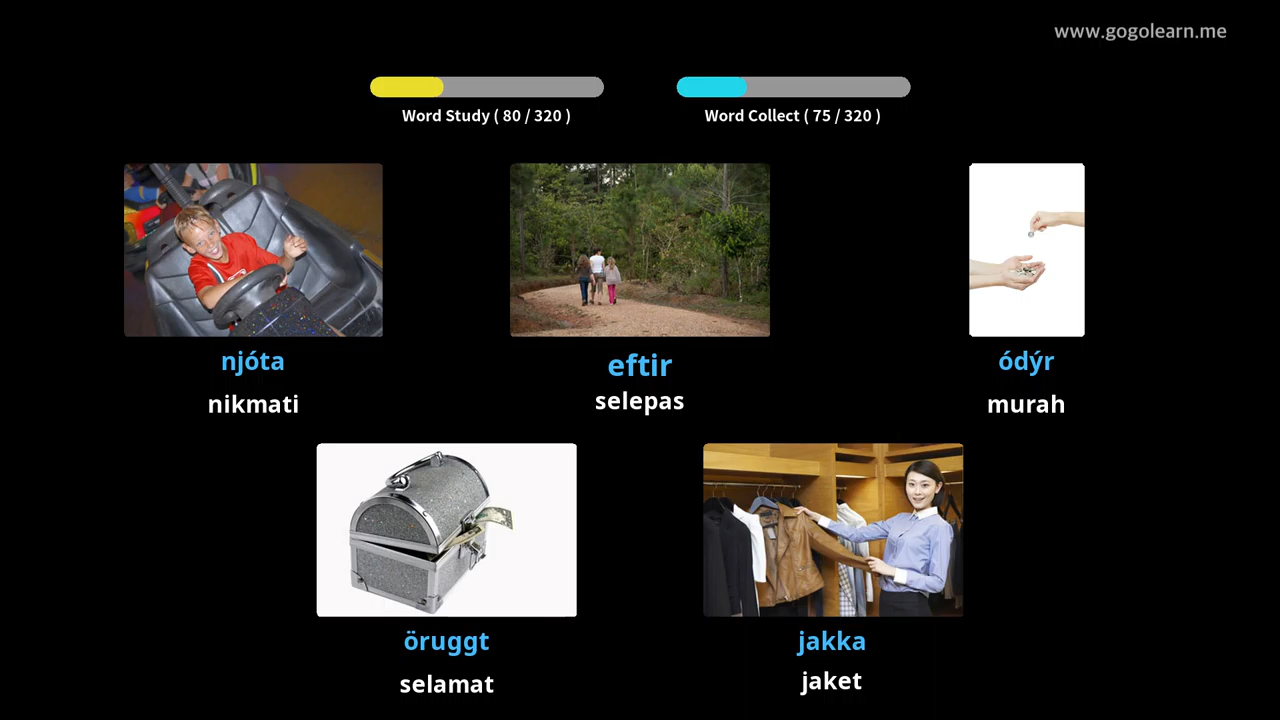 www.gogolearn.me
Word Study ( 80 / 320 )
Word Collect ( 75 / 320 )
njóta
nikmati
eftir
selepas
ódýr
murah
öruggt
selamat
jakka
jaket